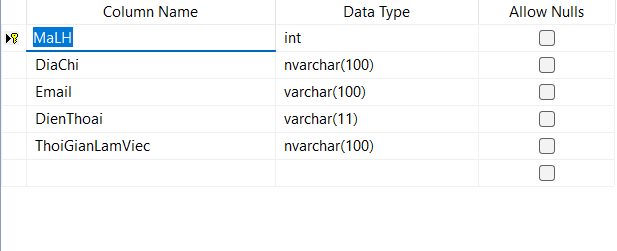 Column Name Data Type Allow Nulls
MaLH int
DiaChi nvarchar(100)
Email varchar(100)
DienThoai varchar(11)
ThoiGianLamViec nvarchar(100)